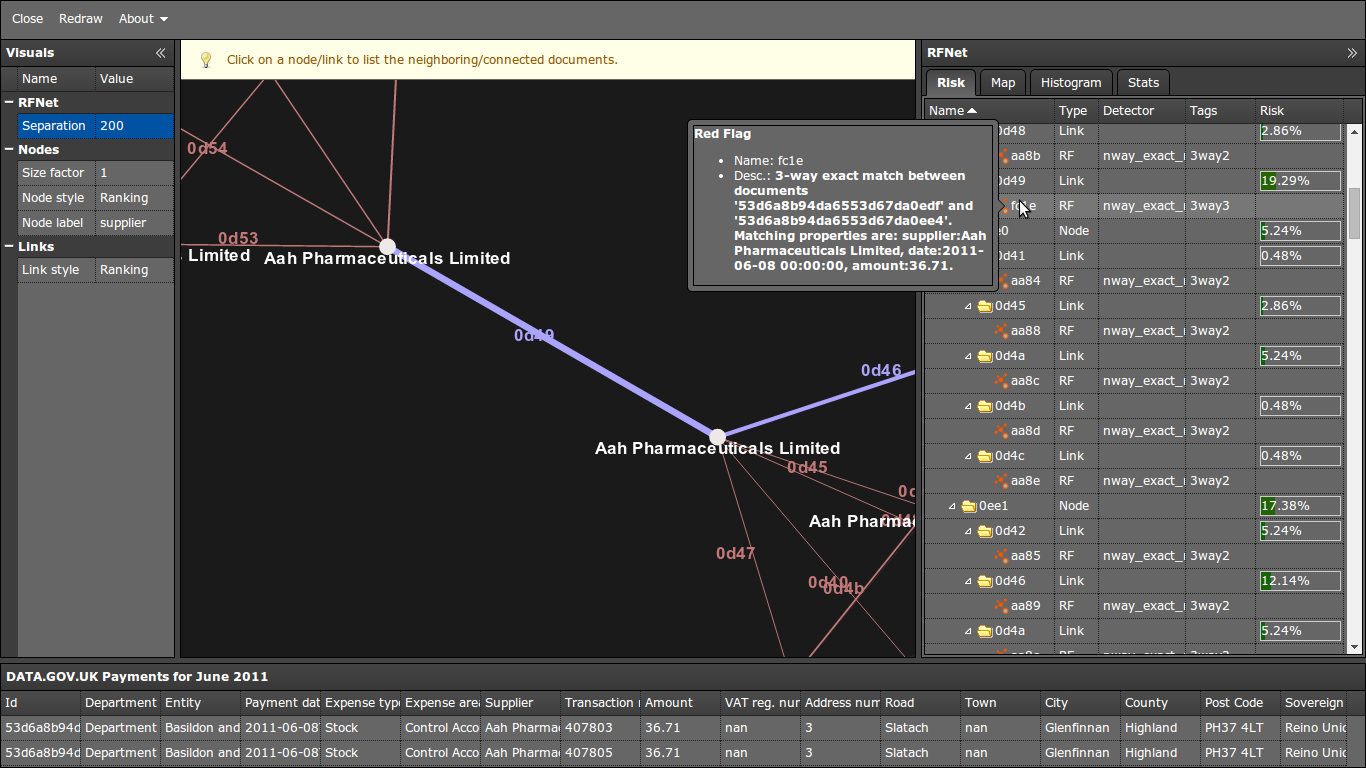 Close Redraw About
Visuals
Name Value
RFNet
Separation 200
Nodes
Size factor 1
Node style Ranking
Node label supplier
Links
Link style Ranking
Click on a node/link to list the neighboring/connected documents.
0d54
0d53
Limited
Aah Pharmaceuticals Limited
0d49
0d46
Aah Pharmaceuticals Limited
0d45
Aah Pharmac
0d47
0d40
0d4b
Red Flag
Name: fc1e
Desc.: 3-way exact match between
documents
'53d6a8b94da6553d67da0edf' and
'53d6a8b94da6553d67da0ee4'.
Matching properties are: supplier:Aah
Pharmaceuticals Limited, date:2011-
06-08 00:00:00, amount:36.71.
RFNet
Risk Map Histogram Stats
Name Type Detector Tags Risk
0d48 Link 2.86%
aa8b RF nway_exact_ 3way2
0d49 Link 19.29%
RF nway_exact_ 3way3
Node 5.24%
0d41 Link 0.48%
aa84 RF nway_exact_ 3way2
0d45 Link 2.86%
aa88 RF nway_exact_ 3way2
0d4a Link 5.24%
aa8c RF nway_exact_ 3way2
0d4b Link 0.48%
aa8d RF nway_exact_ 3way2
0d4c Link 0.48%
aa8e RF nway_exact_ 3way2
0ee1 Node 17.38%
0d42 Link 5.24%
aa85 RF nway_exact_ 3way2
0d46 Link 12.14%
aa89 RF nway_exact_ 3way2
0d4a Link 5.24%
DATA.GOV.UK Payments for June 2011
Id Department Entity Payment dat Expense type Expense area Supplier Transaction Amount VAT reg. num Address num Road Town City County Post Code Sovereign
53d6a8b94d Department Basildon and 2011-06-08 Stock Control Acco Aah Pharmac 407803 36.71 nan 3 Slatach nan Glenfinnan Highland PH37 4LT Reino Unid
53d6a8b94d Department Basildon and 2011-06-08 Stock Control Acco Aah Pharmac 407805 36.71 nan 3 Slatach nan Glenfinnan Highland PH37 4LT Reino Unid